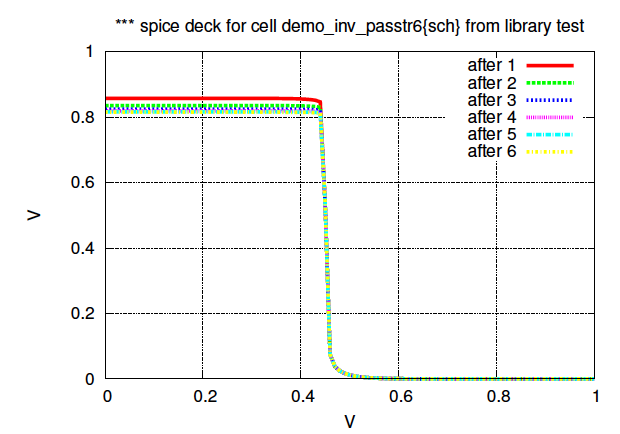 *** spice deck for cell demo_inv_passtr6{sch} from library test
1
0.8
0.6
0.4
0.2
0
0 0.2 0.4 0.6 0.8 1
V
V
after 1
after 2
after 3
after 4
after 5
after 6